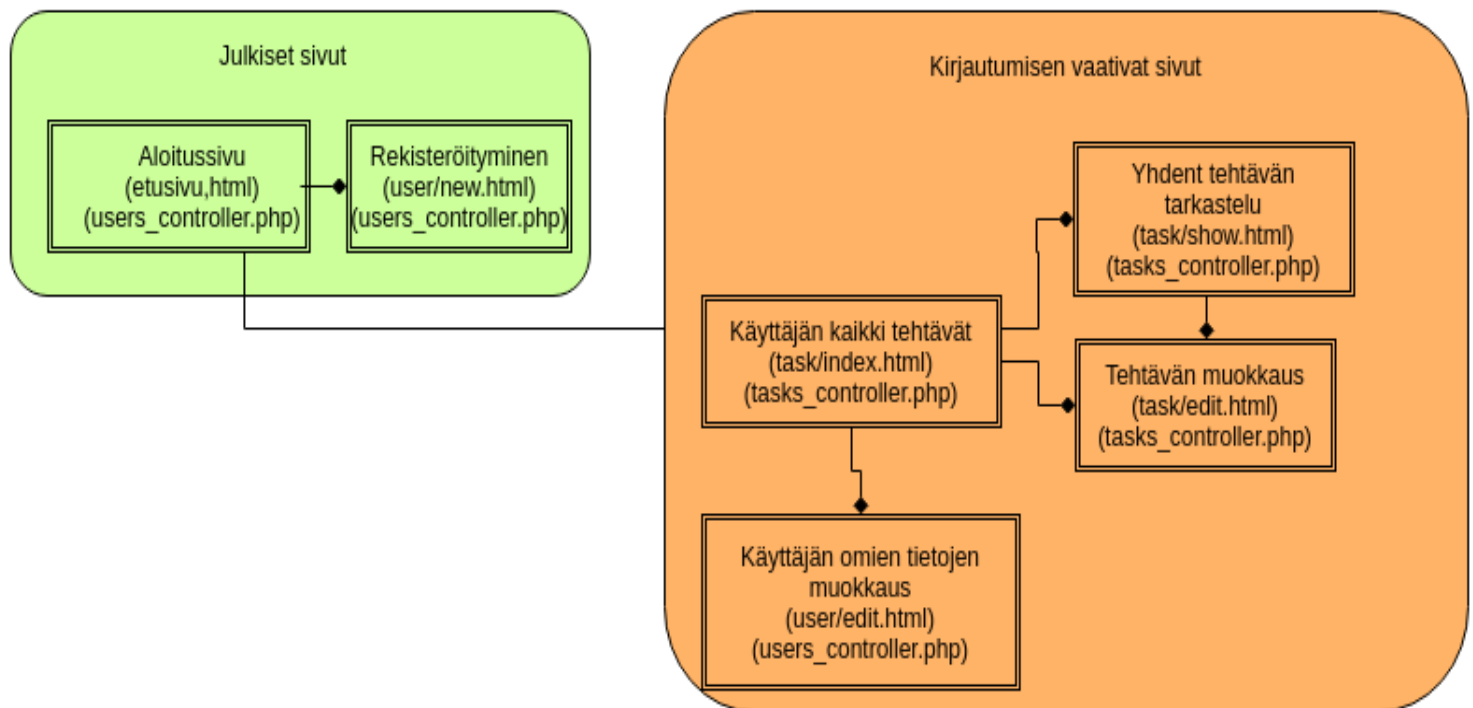 Julkiset sivut
Aloitussivu
(etusivu,html)
(users_controller.php)
Rekisteröityminen
(user/new.html)
(users_controller.php)
Kirjautumisen vaativat sivut
Yhdent tehtävän
tarkastelu
(task/show.html)
(tasks_controller.php)
Käyttäjän kaikki tehtävät
(task/index.html)
(tasks_controller.php)
Tehtävän muokkaus
(task/edit.html)
(tasks_controller.php)
Käyttäjän omien tietojen
muokkaus
(user/edit.html)
(users_controller.php)